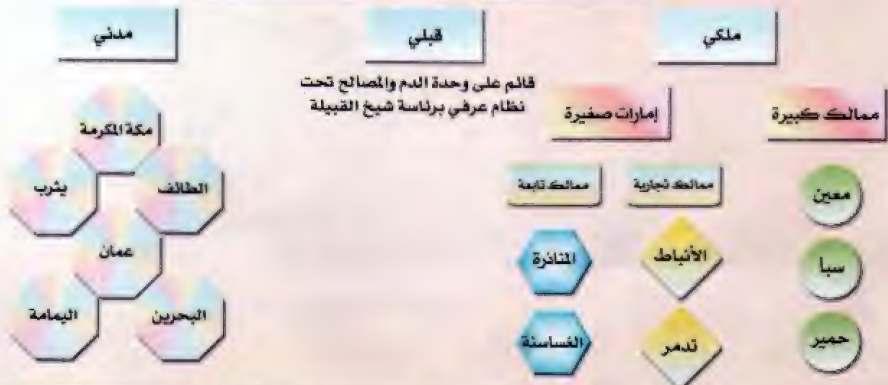 ملكي
قبلي
مدني
قائم على وحدة الدم والمصالح تحت
نظام عرفي برئاسة شيخ القبيلة
ممالك كبيرة
إمارات صغيرة
معين
سبأ
حمير
ممالك تجارية
ممالك تابعة
الأنباط
المناذرة
تدمر
الغساسنة
مكة المكرمة
الطائف
يثرب
عمان
البحرين
اليمامة